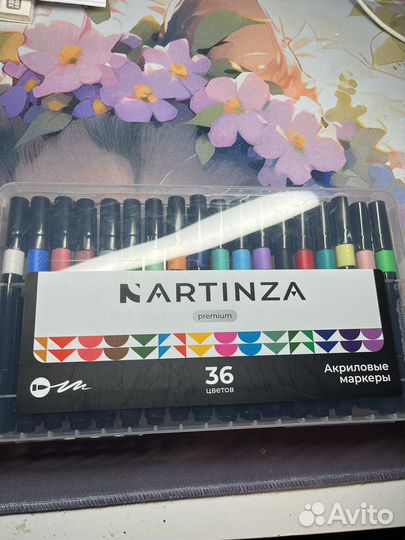 ARTINZA
premium
36
цветов
Акриловые
маркеры
Avito